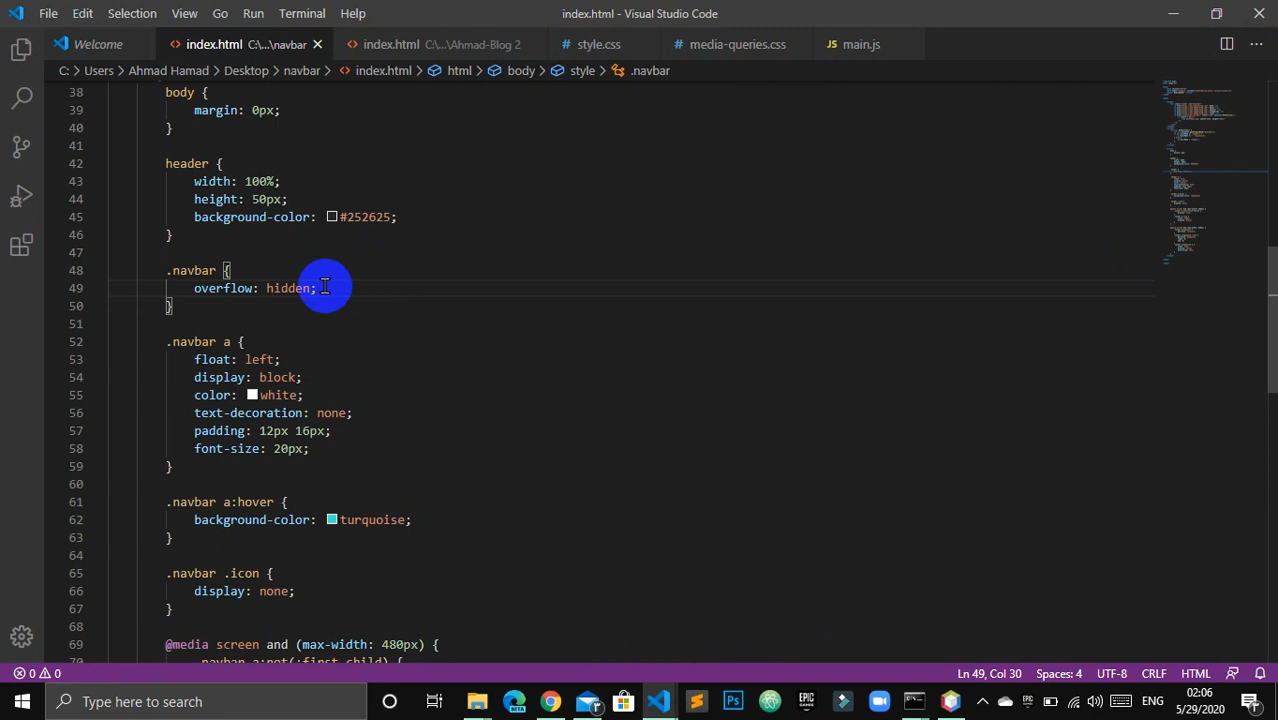 File Edit Selection View Go Run Terminal Help index.html - Visual Studio Code
Welcome index.html C:\...\navbar index.html C:\...\Ahmad-Blog 2 style.css media-queries.css main.js
C: > Users > Ahmad Hamad > Desktop > navbar > index.html > html > body > style > .navbar
38 body {
39 margin: 0px;
40 }
41
42 header {
43 width: 100%;
44 height: 50px;
45 background-color: #252625;
46 }
47
48 .navbar {
49 overflow: hidden;
50 }
51
52 .navbar a {
53 float: left;
54 display: block;
55 color: white;
56 text-decoration: none;
57 padding: 12px 16px;
58 font-size: 20px;
59 }
60
61 .navbar a:hover {
62 background-color: turquoise;
63 }
64
65 .navbar .icon {
66 display: none;
67 }
68
69 @media screen and (max-width: 480px) {
70 .navbar a:not(:first-child) {
0 0 Ln 49, Col 30 Spaces: 4 UTF-8 CRLF HTML
Type here to search ENG 02:06
5/29/2020